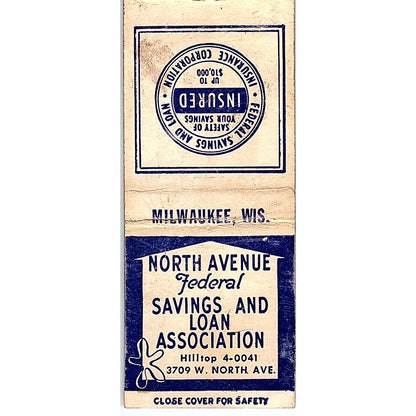 FEDERAL SAVINGS AND LOAN INSURANCE CORPORATION
SAFETY OF
YOUR SAVINGS
INSURED
UP TO
$10,000
MILWAUKEE, WIS.
NORTH AVENUE
Federal
SAVINGS AND
LOAN
ASSOCIATION
Hilltop 4-0041
3709 W. NORTH AVE.
CLOSE COVER FOR SAFETY